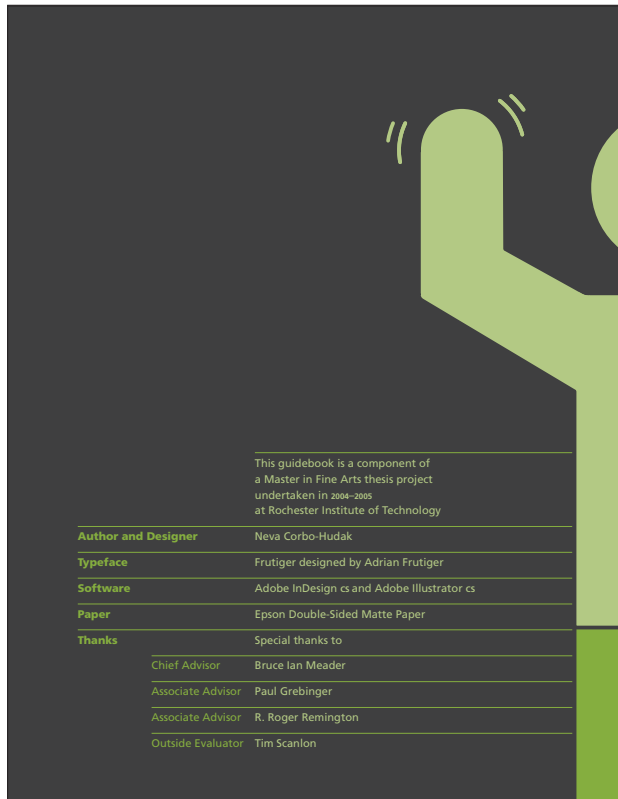 This guidebook is a component of
a Master in Fine Arts thesis project
undertaken in 2004–2005
at Rochester Institute of Technology
Author and Designer Neva Corbo-Hudak
Typeface Frutiger designed by Adrian Frutiger
Software Adobe InDesign cs and Adobe Illustrator cs
Paper Epson Double-Sided Matte Paper
Thanks Special thanks to
Chief Advisor Bruce Ian Meader
Associate Advisor Paul Grebinger
Associate Advisor R. Roger Remington
Outside Evaluator Tim Scanlon